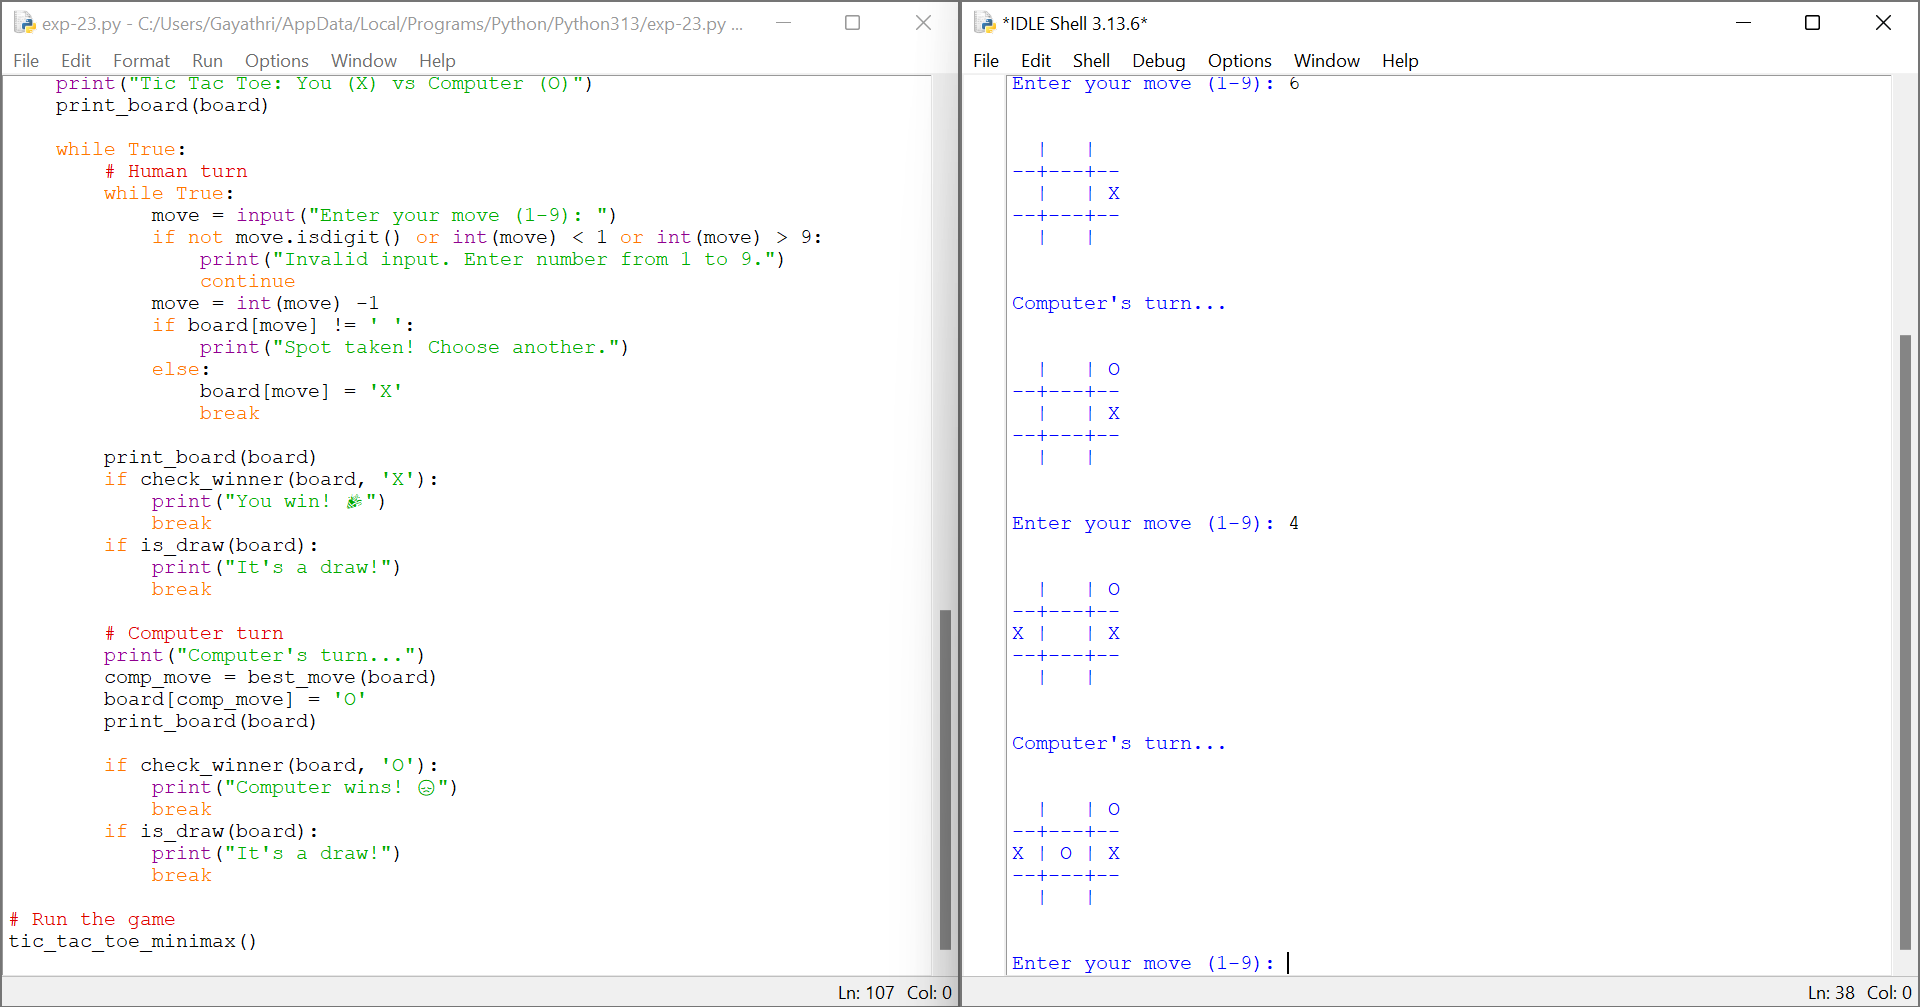 exp-23.py - C:/Users/Gayathri/AppData/Local/Programs/Python/Python313/exp-23.py ...
File Edit Format Run Options Window Help
    print("Tic Tac Toe: You (X) vs Computer (O)")
    print_board(board)

    while True:
        # Human turn
        while True:
            move = input("Enter your move (1-9): ")
            if not move.isdigit() or int(move) < 1 or int(move) > 9:
                print("Invalid input. Enter number from 1 to 9.")
                continue
            move = int(move) -1
            if board[move] != ' ':
                print("Spot taken! Choose another.")
            else:
                board[move] = 'X'
                break

        print_board(board)
        if check_winner(board, 'X'):
            print("You win! 🎉")
            break
        if is_draw(board):
            print("It's a draw!")
            break

        # Computer turn
        print("Computer's turn...")
        comp_move = best_move(board)
        board[comp_move] = 'O'
        print_board(board)

        if check_winner(board, 'O'):
            print("Computer wins! 😞")
            break
        if is_draw(board):
            print("It's a draw!")
            break

# Run the game
tic_tac_toe_minimax()
Ln: 107 Col: 0
*IDLE Shell 3.13.6*
File Edit Shell Debug Options Window Help
Enter your move (1-9): 6

  |   |
--+---+--
  |   | X
--+---+--
  |   |

Computer's turn...

  |   | O
--+---+--
  |   | X
--+---+--
  |   |

Enter your move (1-9): 4

  |   | O
--+---+--
X |   | X
--+---+--
  |   |

Computer's turn...

  |   | O
--+---+--
X | O | X
--+---+--
  |   |

Enter your move (1-9):
Ln: 38 Col: 0